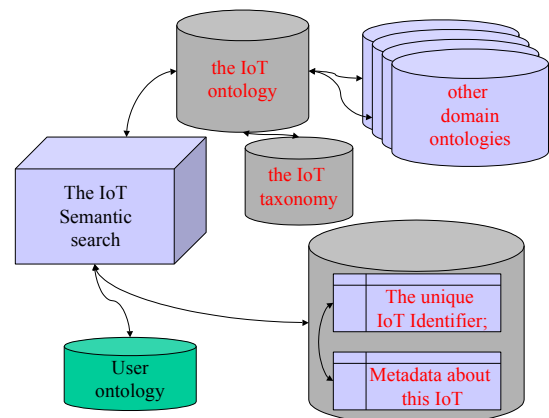 the IoT
ontology
other
domain
ontologies
the IoT
taxonomy
The IoT
Semantic
search
The unique
IoT Identifier;
Metadata about
this IoT
User
ontology